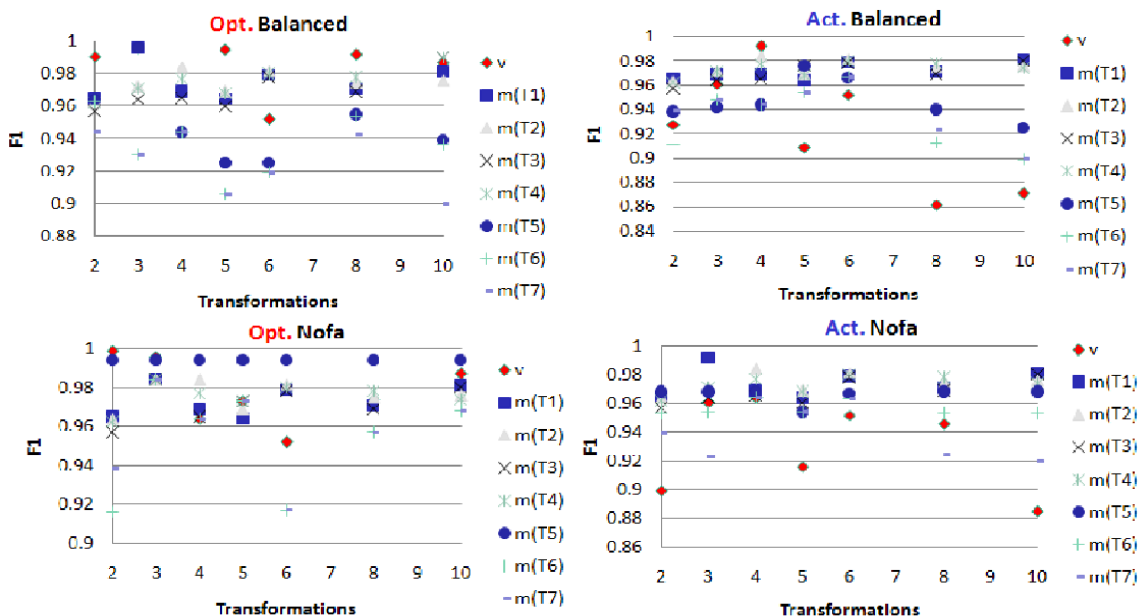 Opt. Balanced
1
0.98
0.96
0.94
0.92
0.9
0.88
F1
2 3 4 5 6 7 8 9 10
Transformations
v
m(T1)
m(T2)
m(T3)
m(T4)
m(T5)
m(T6)
m(T7)
Act. Balanced
1
0.98
0.96
0.94
0.92
0.9
0.88
0.86
0.84
F1
2 3 4 5 6 7 8 9 10
Transformations
v
m(T1)
m(T2)
m(T3)
m(T4)
m(T5)
m(T6)
m(T7)
Opt. Nofa
1
0.98
0.96
0.94
0.92
0.9
F1
2 3 4 5 6 7 8 9 10
Transformations
v
m(T1)
m(T2)
m(T3)
m(T4)
m(T5)
m(T6)
m(T7)
Act. Nofa
1
0.98
0.96
0.94
0.92
0.9
0.88
0.86
F1
2 3 4 5 6 7 8 9 10
Transformations
v
m(T1)
m(T2)
m(T3)
m(T4)
m(T5)
m(T6)
m(T7)